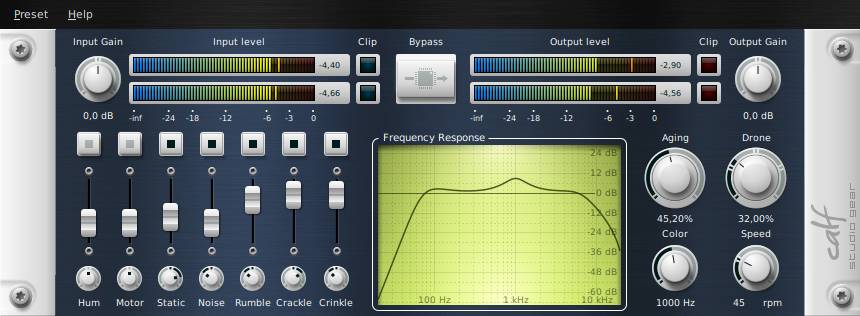 Preset Help
Input Gain Input level Clip Bypass Output level Clip Output Gain
-4,40 -2,90
-4,66 -4,56
0,0 dB -inf -24 -18 -12 -6 -3 0 -inf -24 -18 -12 -6 -3 0 0,0 dB
Frequency Response Aging Drone
24 dB
12 dB
0 dB
-12 dB
-24 dB
-36 dB
-48 dB
-60 dB
100 Hz 1 kHz 10 kHz
45,20% 32,00%
Color Speed
1000 Hz 45 rpm
Hum Motor Static Noise Rumble Crackle Crinkle
calf
studio gear